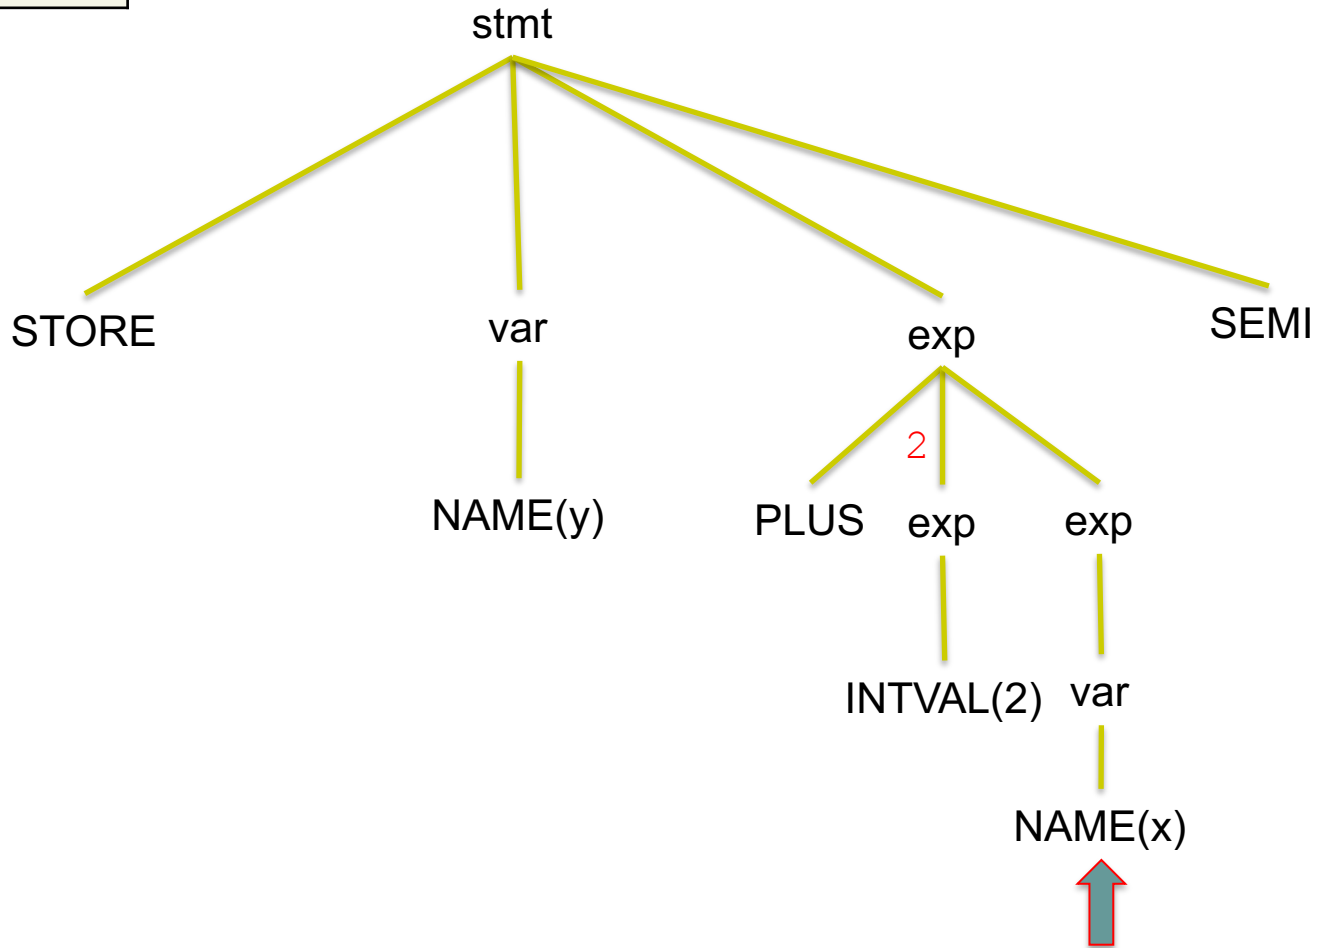 stmt
STORE var exp SEMI
2
NAME(y) PLUS exp exp
INTVAL(2) var
NAME(x)